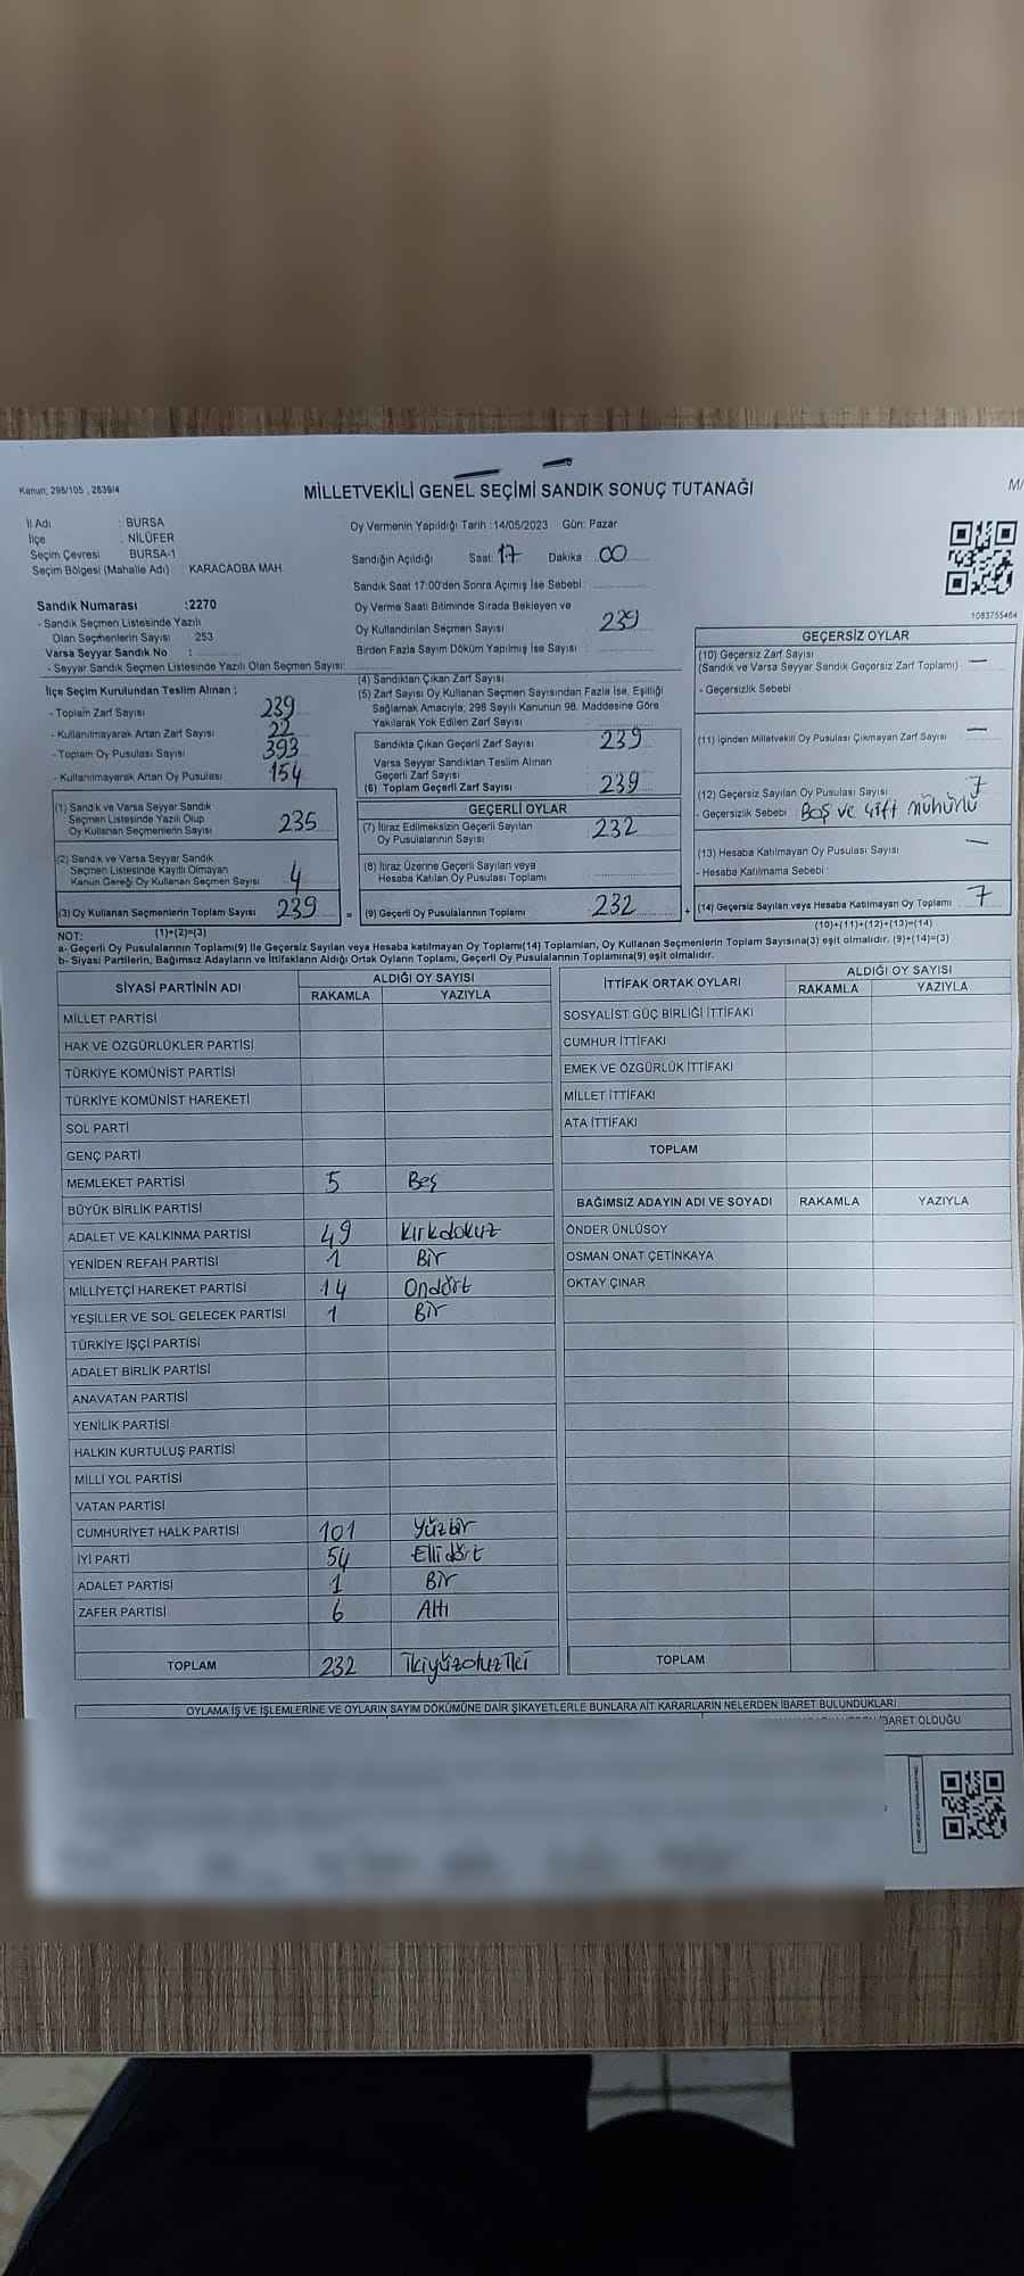 Kanun: 298/105 , 2839/4
MİLLETVEKİLİ GENEL SEÇİMİ SANDIK SONUÇ TUTANAĞI
M/
İl Adı : BURSA
İlçe : NİLÜFER
Seçim Çevresi BURSA-1
Seçim Bölgesi (Mahalle Adı) : KARACAOBA MAH.
Oy Vermenin Yapıldığı Tarih :14/05/2023 Gün: Pazar
Sandığın Açıldığı Saat: 17 Dakika 00
Sandık Saat 17:00'den Sonra Açımış İse Sebebi
Sandık Numarası :2270
- Sandık Seçmen Listesinde Yazılı
Olan Seçmenlerin Sayısı 253
Varsa Seyyar Sandık No :
- Seyyar Sandık Seçmen Listesinde Yazılı Olan Seçmen Sayısı:
Oy Verme Saati Bitiminde Sırada Bekleyen ve
Oy Kullandırılan Seçmen Sayısı 239
Birden Fazla Sayım Döküm Yapılmış İse Sayısı
1083755464
İlçe Seçim Kurulundan Teslim Alınan :
- Toplam Zarf Sayısı 239
- Kullanılmayarak Artan Zarf Sayısı 22
- Toplam Oy Pusulası Sayısı 393
- Kullanılmayarak Artan Oy Pusulası 154
(1) Sandık ve Varsa Seyyar Sandık
Seçmen Listesinde Yazılı Olup
Oy Kullanan Seçmenlerin Sayısı 235
(2) Sandık ve Varsa Seyyar Sandık
Seçmen Listesinde Kayıtlı Olmayan
Kanun Gereği Oy Kullanan Seçmen Sayısı 4
(3) Oy Kullanan Seçmenlerin Toplam Sayısı 239
(1)+(2)=(3)
(4) Sandıktan Çıkan Zarf Sayısı
(5) Zarf Sayısı Oy Kullanan Seçmen Sayısından Fazla İse, Eşitliği
Sağlamak Amacıyla; 298 Sayılı Kanunun 98. Maddesine Göre
Yakılarak Yok Edilen Zarf Sayısı
Sandıkta Çıkan Geçerli Zarf Sayısı 239
Varsa Seyyar Sandıktan Teslim Alınan
Geçerli Zarf Sayısı
(6) Toplam Geçerli Zarf Sayısı 239
GEÇERLİ OYLAR
(7) İtiraz Edilmeksizin Geçerli Sayılan
Oy Pusulalarının Sayısı 232
(8) İtiraz Üzerine Geçerli Sayılan veya
Hesaba Katılan Oy Pusulası Toplamı
= (9) Geçerli Oy Pusulalarının Toplamı 232
GEÇERSİZ OYLAR
(10) Geçersiz Zarf Sayısı
(Sandık ve Varsa Seyyar Sandık Geçersiz Zarf Toplamı) —
- Geçersizlik Sebebi
(11) İçinden Milletvekili Oy Pusulası Çıkmayan Zarf Sayısı —
(12) Geçersiz Sayılan Oy Pusulası Sayısı 7
- Geçersizlik Sebebi Boş ve Çift Mühürlü
(13) Hesaba Katılmayan Oy Pusulası Sayısı —
- Hesaba Katılmama Sebebi :
+ (14) Geçersiz Sayılan veya Hesaba Katılmayan Oy Toplamı 7
(10)+(11)+(12)+(13)=(14)
NOT:
a- Geçerli Oy Pusulalarının Toplamı(9) ile Geçersiz Sayılan veya Hesaba katılmayan Oy Toplamı(14) Toplamları, Oy Kullanan Seçmenlerin Toplam Sayısına(3) eşit olmalıdır. (9)+(14)=(3)
b- Siyasi Partilerin, Bağımsız Adayların ve İttifakların Aldığı Ortak Oyların Toplamı, Geçerli Oy Pusulalarının Toplamına(9) eşit olmalıdır.
SİYASİ PARTİNİN ADI ALDIĞI OY SAYISI
RAKAMLA YAZIYLA
MİLLET PARTİSİ
HAK VE ÖZGÜRLÜKLER PARTİSİ
TÜRKİYE KOMÜNİST PARTİSİ
TÜRKİYE KOMÜNİST HAREKETİ
SOL PARTİ
GENÇ PARTİ
MEMLEKET PARTİSİ 5 Beş
BÜYÜK BİRLİK PARTİSİ
ADALET VE KALKINMA PARTİSİ 49 Kırkdokuz
YENİDEN REFAH PARTİSİ 1 Bir
MİLLİYETÇİ HAREKET PARTİSİ 14 Ondört
YEŞİLLER VE SOL GELECEK PARTİSİ 1 Bir
TÜRKİYE İŞÇİ PARTİSİ
ADALET BİRLİK PARTİSİ
ANAVATAN PARTİSİ
YENİLİK PARTİSİ
HALKIN KURTULUŞ PARTİSİ
MİLLİ YOL PARTİSİ
VATAN PARTİSİ
CUMHURİYET HALK PARTİSİ 101 Yüzbir
İYİ PARTİ 54 Ellidört
ADALET PARTİSİ 1 Bir
ZAFER PARTİSİ 6 Altı
TOPLAM 232 İkiyüzotuziki
İTTİFAK ORTAK OYLARI ALDIĞI OY SAYISI
RAKAMLA YAZIYLA
SOSYALİST GÜÇ BİRLİĞİ İTTİFAKI
CUMHUR İTTİFAKI
EMEK VE ÖZGÜRLÜK İTTİFAKI
MİLLET İTTİFAKI
ATA İTTİFAKI
TOPLAM
BAĞIMSIZ ADAYIN ADI VE SOYADI RAKAMLA YAZIYLA
ÖNDER ÜNLÜSOY
OSMAN ONAT ÇETİNKAYA
OKTAY ÇINAR
TOPLAM
OYLAMA İŞ VE İŞLEMLERİNE VE OYLARIN SAYIM DÖKÜMÜNE DAİR ŞİKAYETLERLE BUNLARA AİT KARARLARIN NELERDEN İBARET BULUNDUKLARI
İBARET OLDUĞU